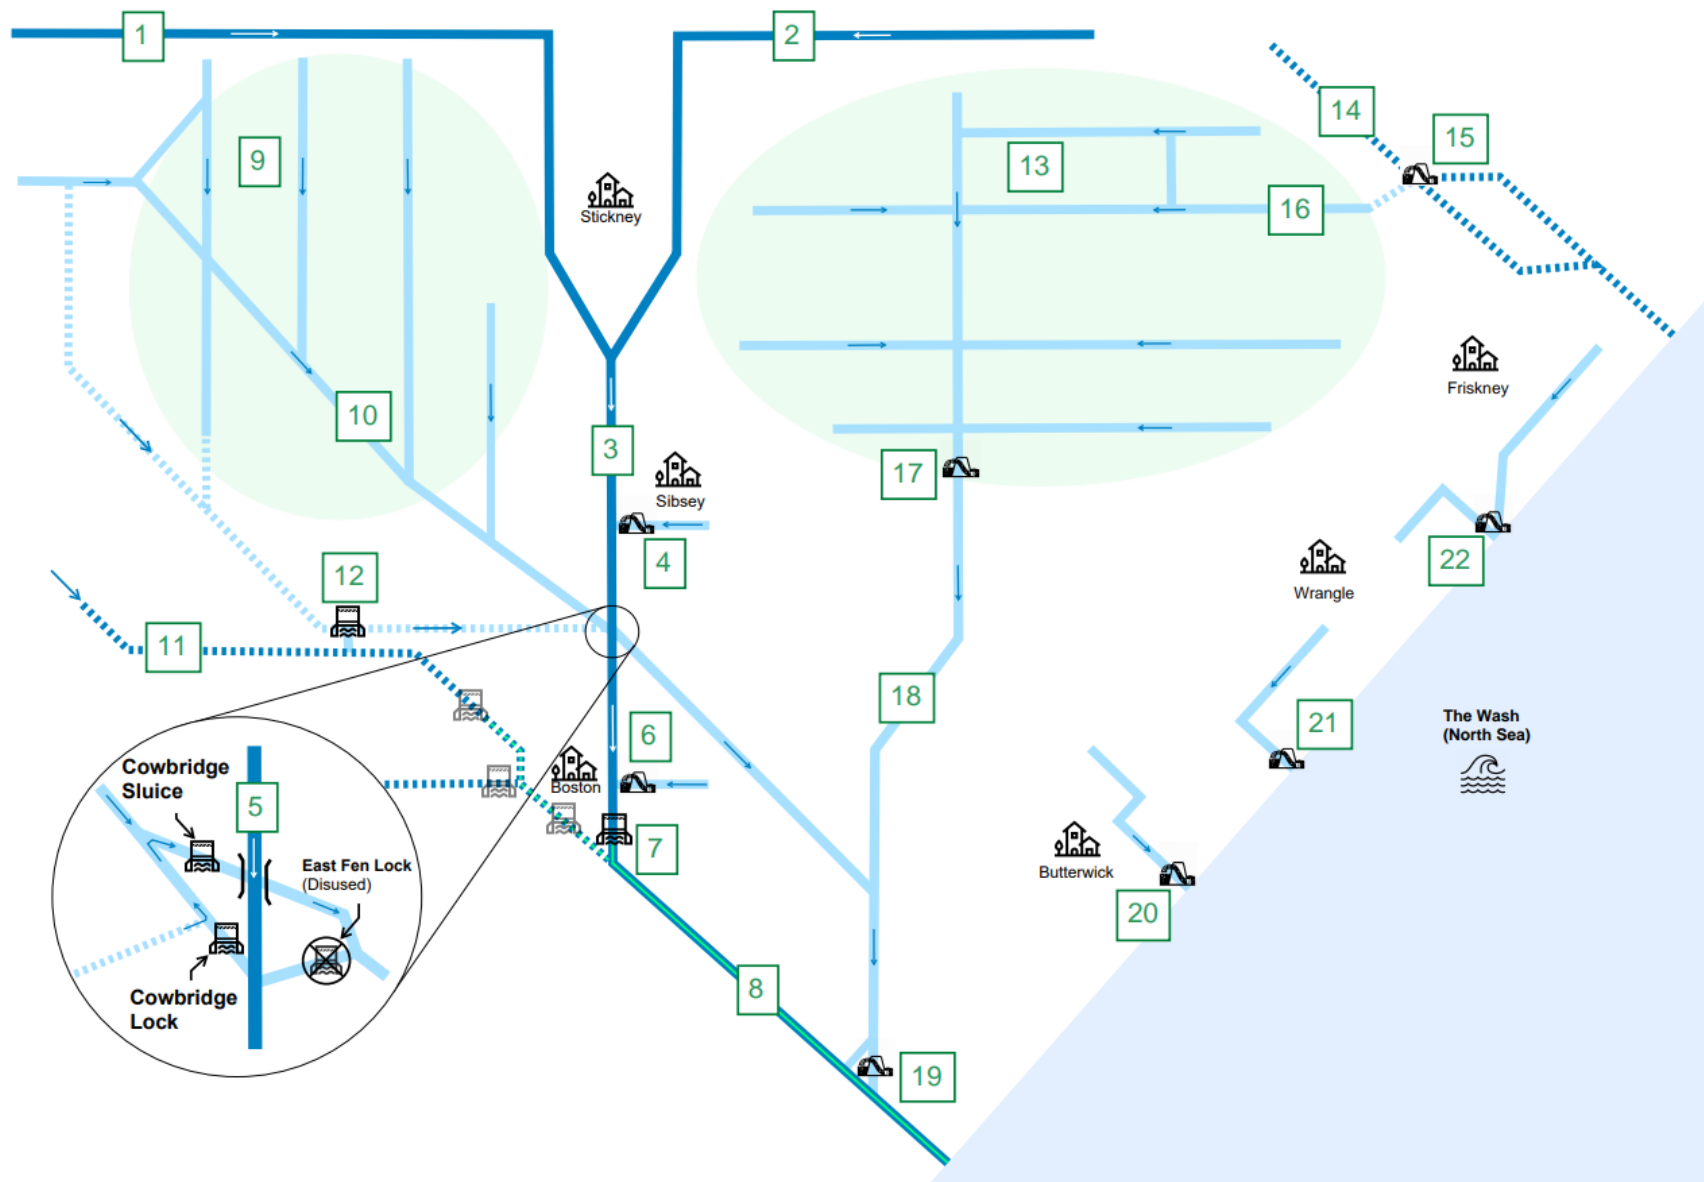 1
2
14
15
9
13
16
Stickney
Friskney
10
3
17
Sibsey
4
22
12
Wrangle
11
18
6
21
The Wash
(North Sea)
Boston
Cowbridge
Sluice
5
7
East Fen Lock
(Disused)
Butterwick
20
8
Cowbridge
Lock
19